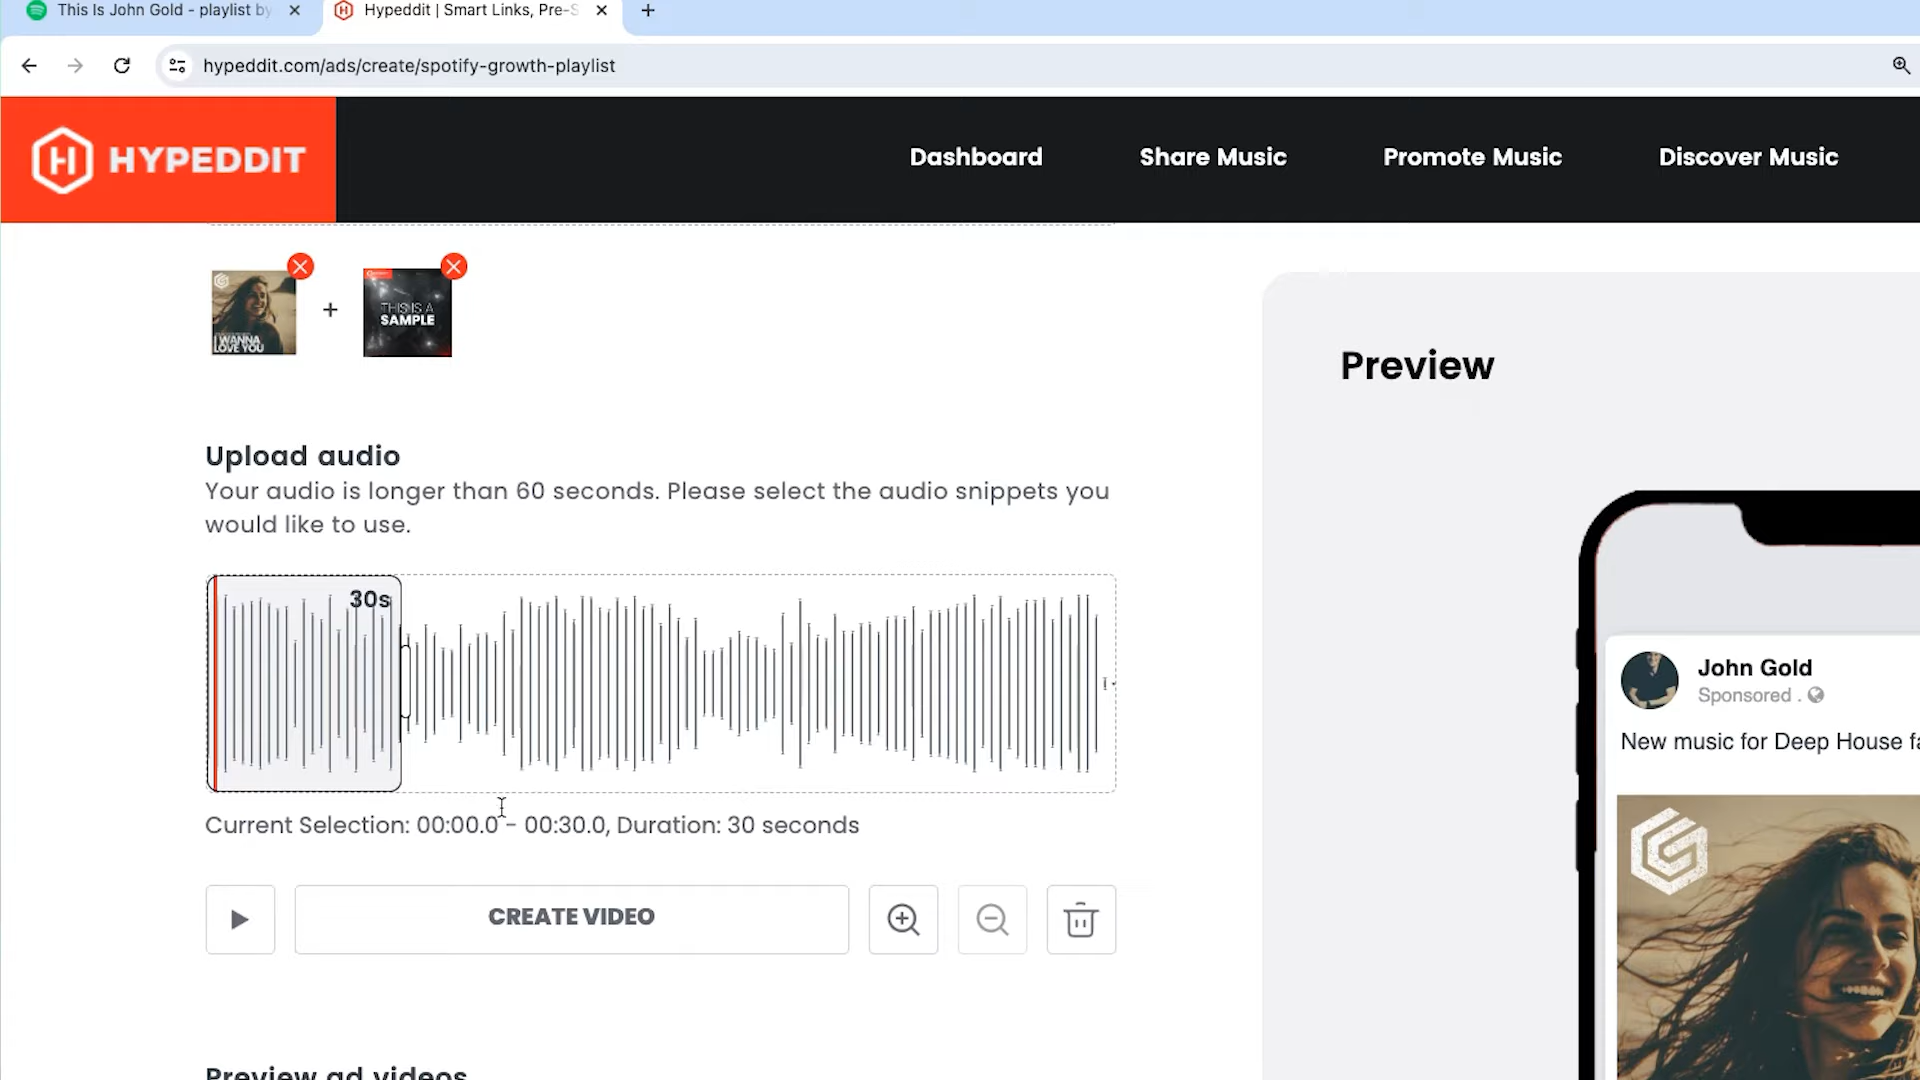 This Is John Gold - playlist by
Hypeddit | Smart Links, Pre-S
hypeddit.com/ads/create/spotify-growth-playlist
HYPEDDIT
Dashboard
Share Music
Promote Music
Discover Music
I WANNA
LOVE YOU
+
THIS IS A
SAMPLE
Preview
Upload audio
Your audio is longer than 60 seconds. Please select the audio snippets you
would like to use.
30s
Current Selection: 00:00.0 - 00:30.0, Duration: 30 seconds
CREATE VIDEO
John Gold
Sponsored .
New music for Deep House fa
Preview ad videos